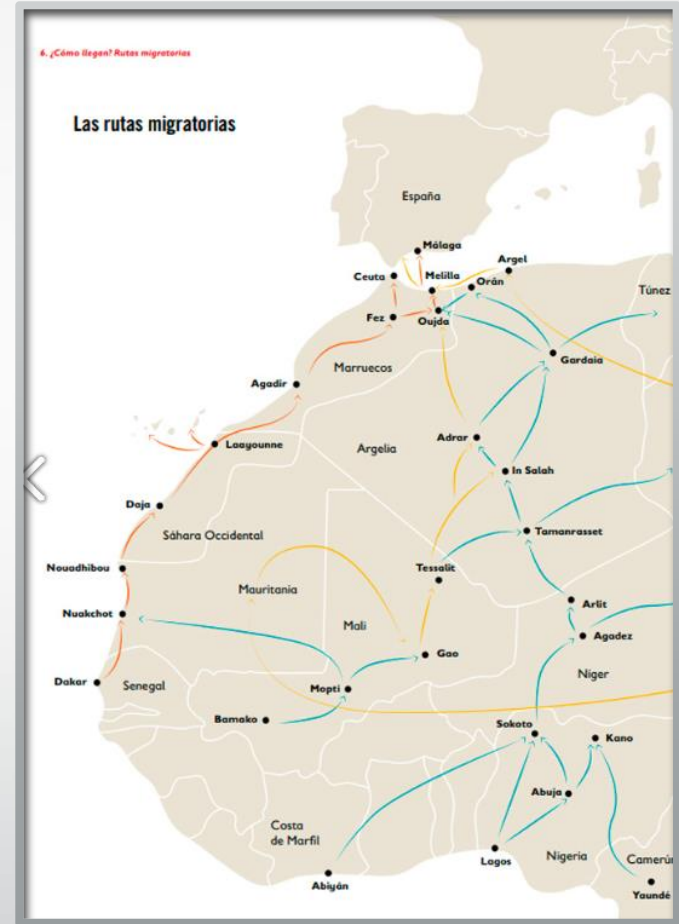 6. ¿Cómo llegan? Rutas migratorias
Las rutas migratorias
España
Málaga
Argel
Ceuta
Melilla
Orán
Túnez
Fez
Oujda
Gardaia
Marruecos
Agadir
Adrar
Laayounne
Argelia
In Salah
Daja
Tamanrasset
Sáhara Occidental
Nouadhibou
Tessalit
Mauritania
Arlit
Nuakchot
Mali
Agadez
Gao
Niger
Dakar
Senegal
Mopti
Bamako
Sokoto
Kano
Abuja
Costa
de Marfil
Lagos
Nigeria
Camerún
Abiyán
Yaundé